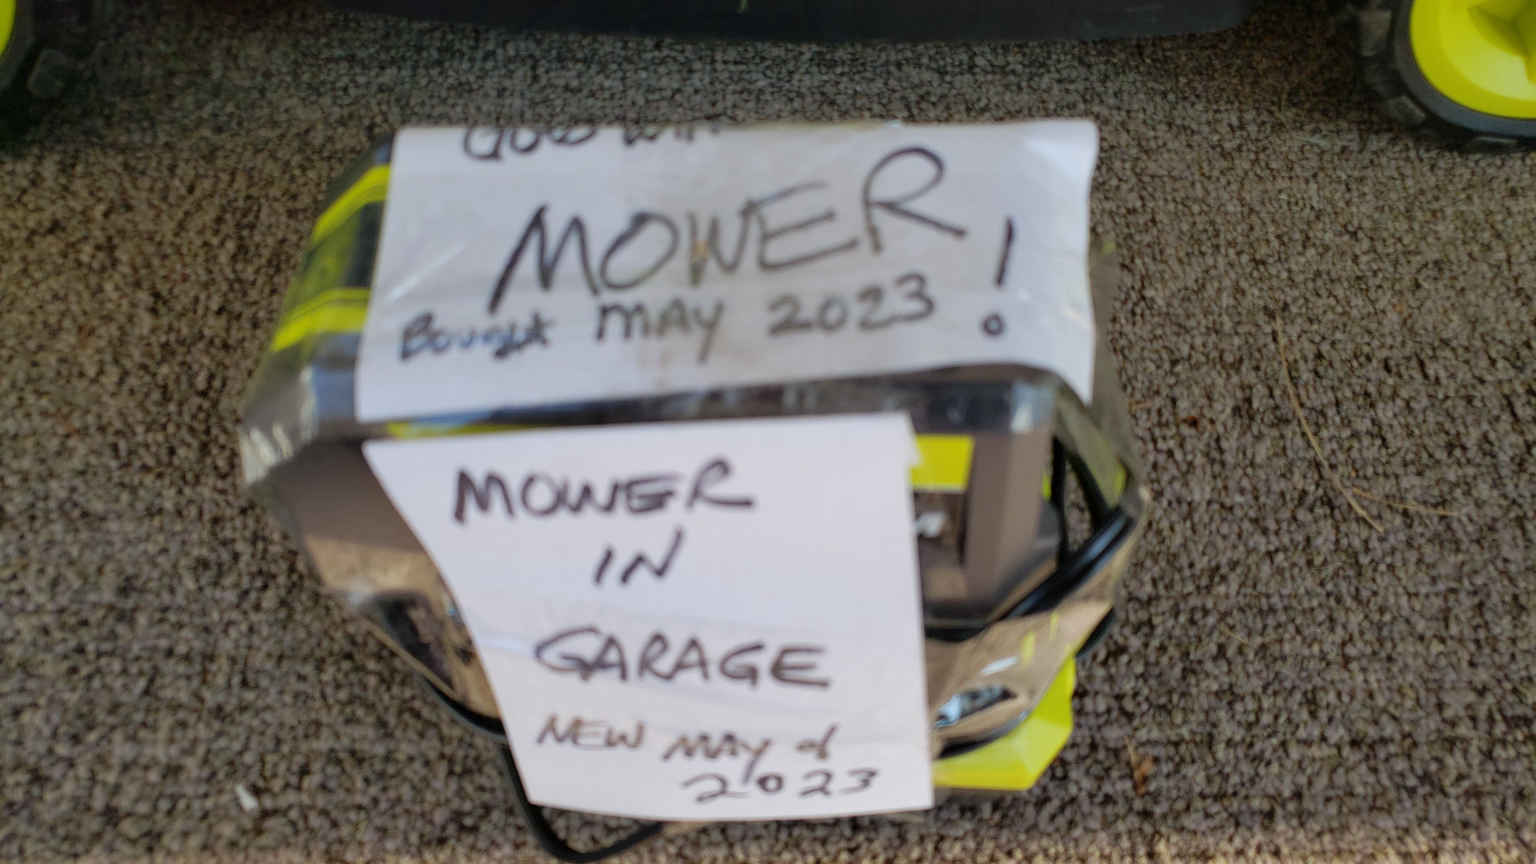 MOWER!
Bought MAY 2023
MOWER
IN
GARAGE
NEW MAY of
2023